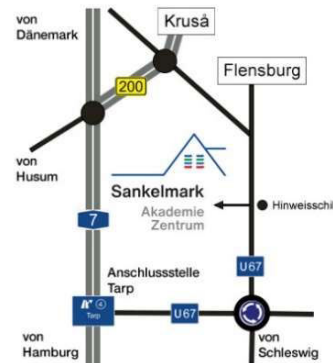 von
Dänemark
Kruså
200
Flensburg
von
Husum
Sankelmark
Akademie
Zentrum
Hinweisschil
7
Anschlussstelle
Tarp
U67
Tarp
U67
von
Hamburg
von
Schleswig